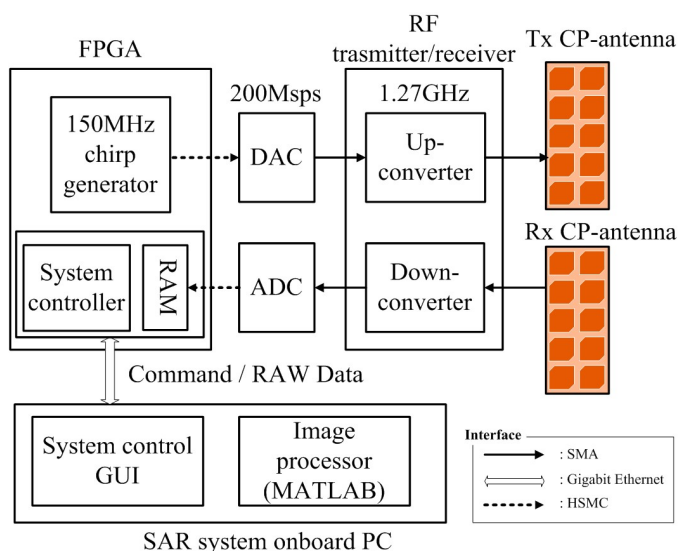 FPGA
RF
trasmitter/receiver
Tx CP-antenna
200Msps
1.27GHz
150MHz
chirp
generator
DAC
Up-
converter
Rx CP-antenna
System
controller
RAM
ADC
Down-
converter
Command / RAW Data
System control
GUI
Image
processor
(MATLAB)
Interface
: SMA
: Gigabit Ethernet
: HSMC
SAR system onboard PC